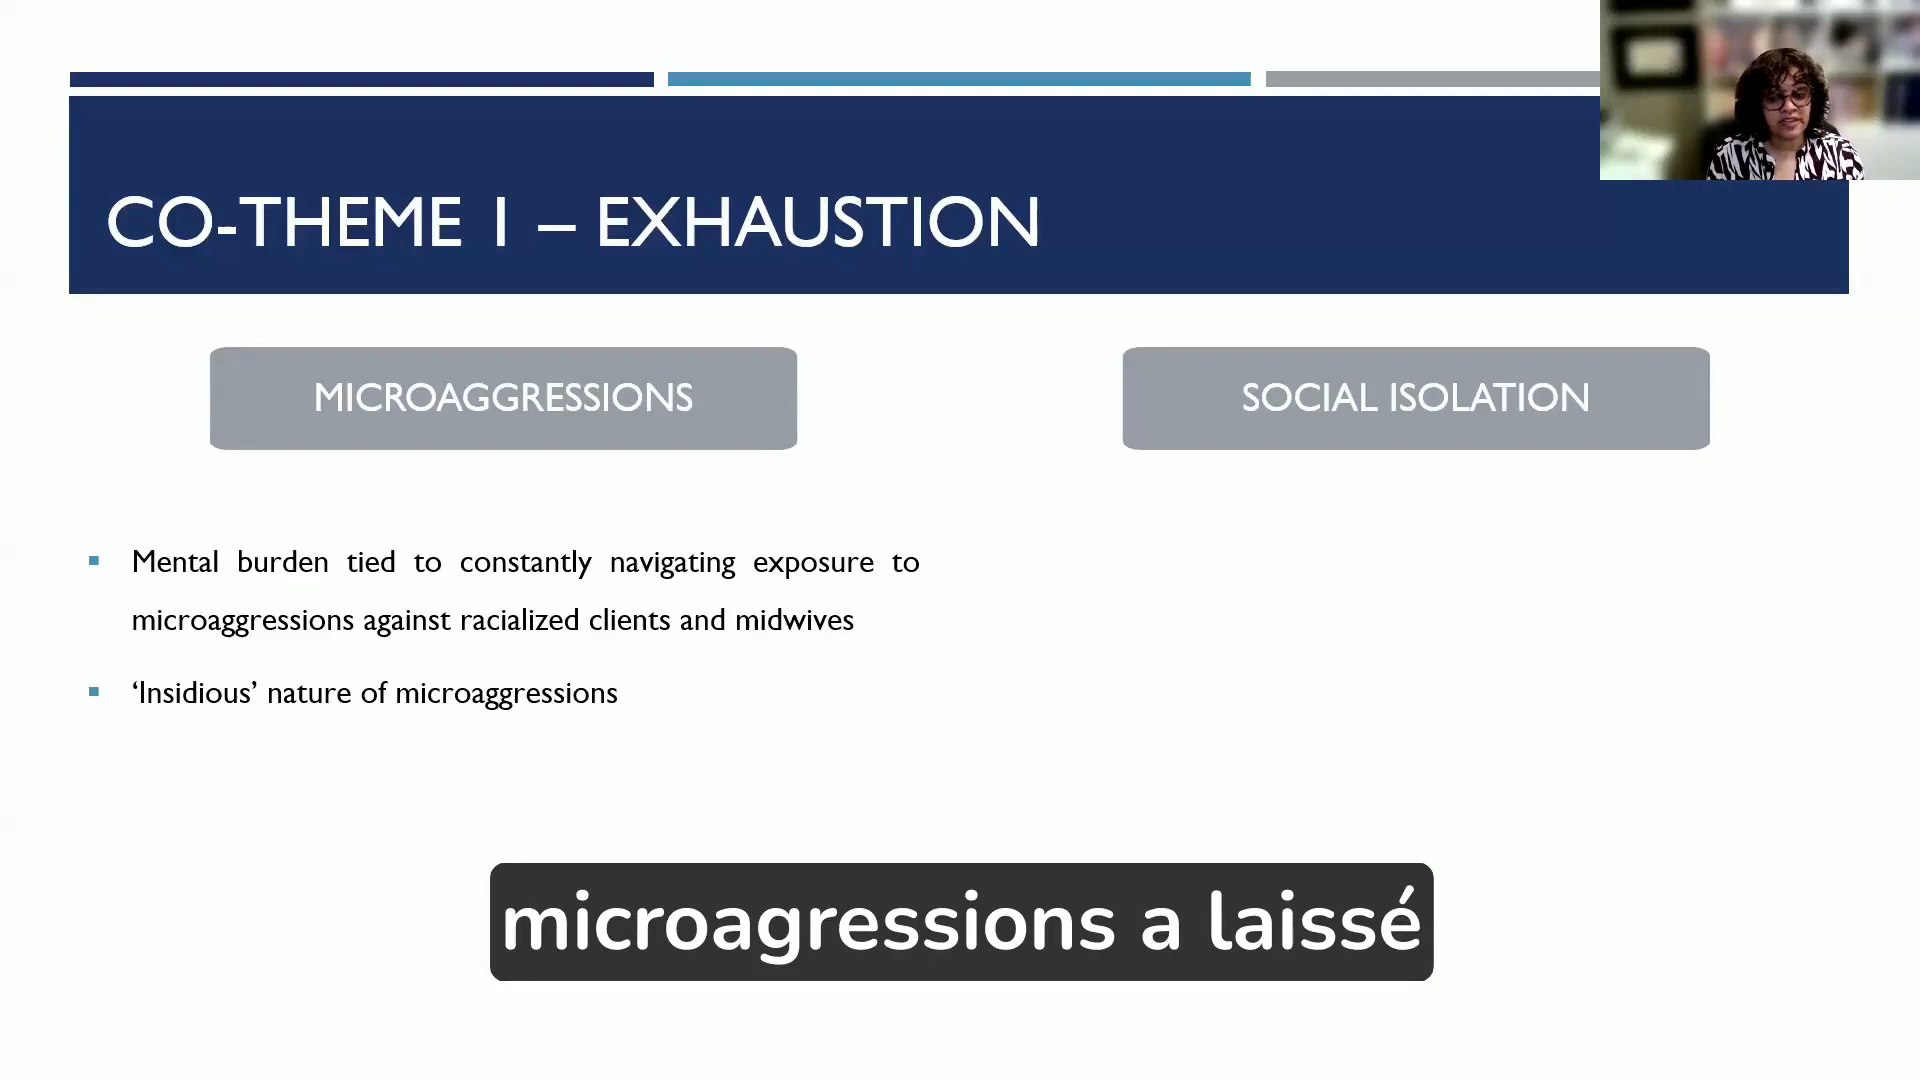 CO-THEME 1 – EXHAUSTION
MICROAGGRESSIONS
SOCIAL ISOLATION
Mental burden tied to constantly navigating exposure to
microaggressions against racialized clients and midwives
‘Insidious’ nature of microaggressions
microagressions a laissé